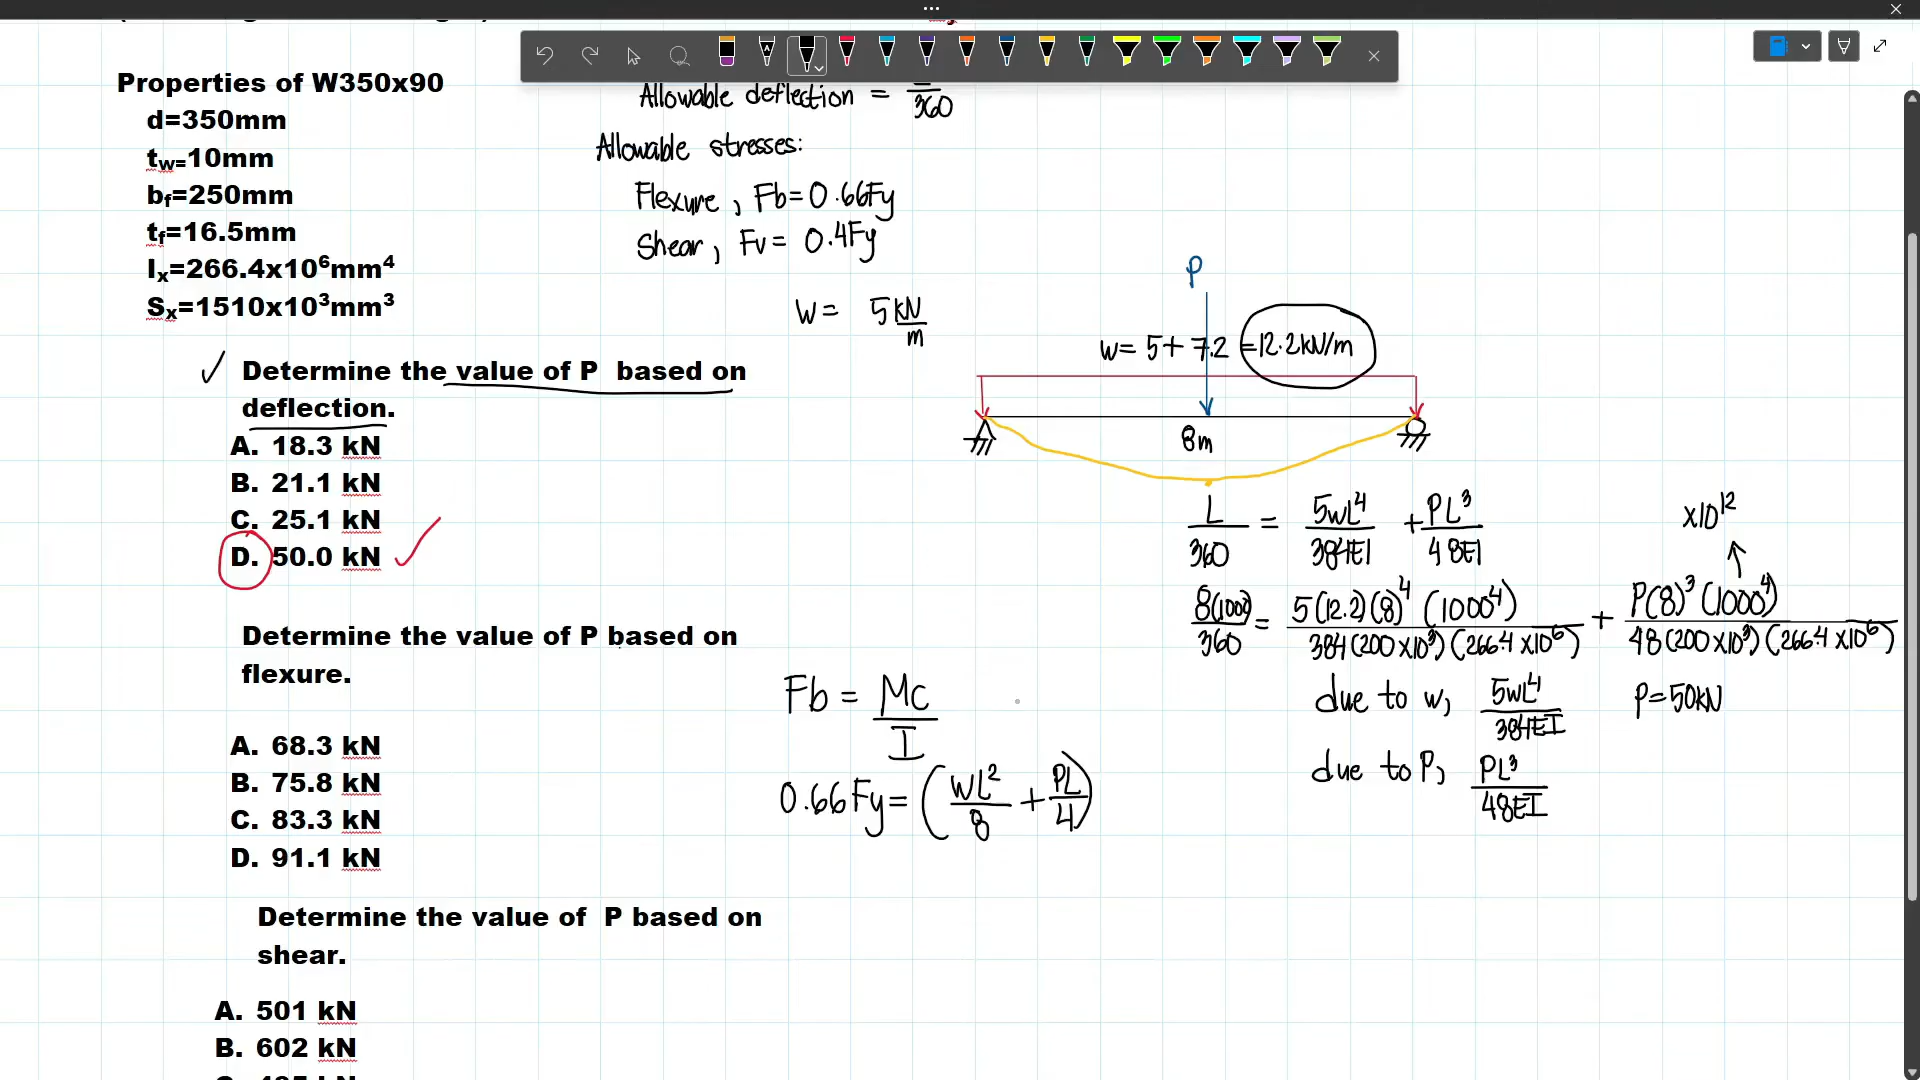 Properties of W350x90
d=350mm
tw=10mm
bf=250mm
tf=16.5mm
Ix=266.4x10⁶mm⁴
Sx=1510x10³mm³
Allowable deflection = /360
Allowable stresses:
Flexure, Fb=0.66Fy
Shear, Fv= 0.4Fy
W= 5 kN/m
P
w= 5+7.2 =12.2kN/m
8m
Determine the value of P based on
deflection.
A. 18.3 kN
B. 21.1 kN
C. 25.1 kN
D. 50.0 kN
L/360 = 5wL⁴/384EI + PL³/48EI
x10¹²
8(1000)/360 = 5(12.2)(8)⁴(1000⁴)/384(200x10³)(266.4x10⁶) + P(8)³(1000⁴)/48(200x10³)(266.4x10⁶)
due to w, 5wL⁴/384EI
P=50kN
due to P, PL³/48EI
Determine the value of P based on
flexure.
A. 68.3 kN
B. 75.8 kN
C. 83.3 kN
D. 91.1 kN
Fb = Mc/I
0.66Fy= (WL²/8 + PL/4)
Determine the value of P based on
shear.
A. 501 kN
B. 602 kN